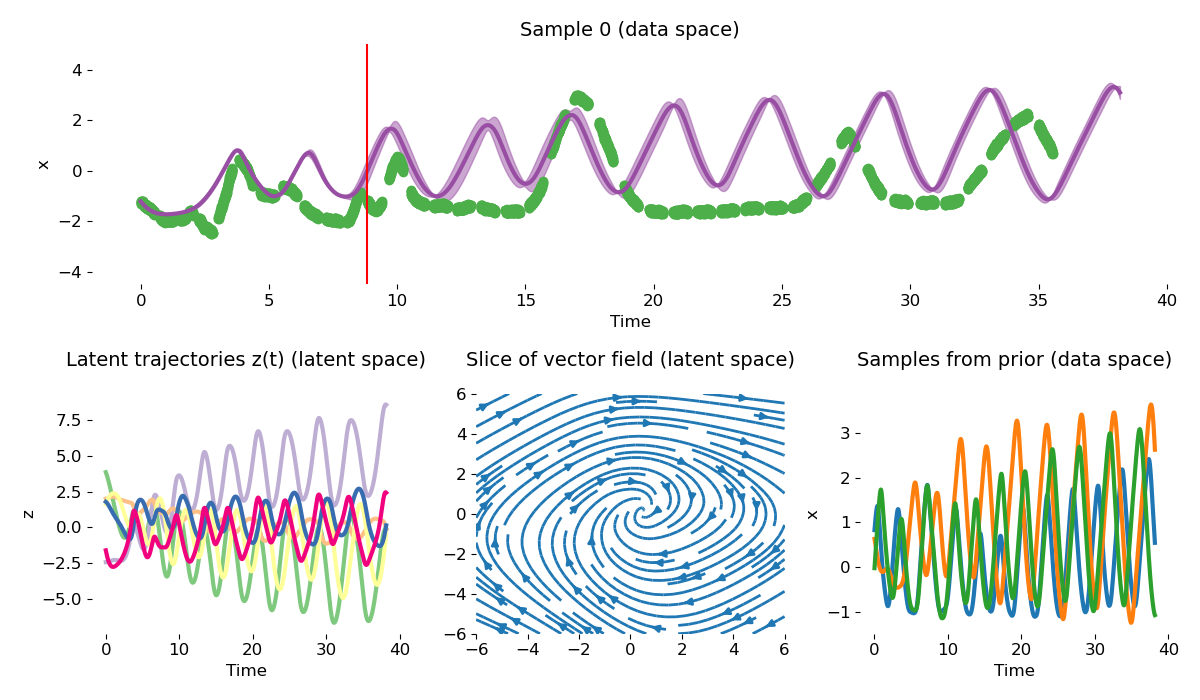 Sample 0 (data space)
4
2
0
−2
−4
x
0 5 10 15 20 25 30 35 40
Time
Latent trajectories z(t) (latent space)
7.5
5.0
2.5
0.0
−2.5
−5.0
z
0 10 20 30 40
Time
Slice of vector field (latent space)
6
4
2
0
−2
−4
−6
−6 −4 −2 0 2 4 6
Samples from prior (data space)
3
2
1
0
−1
x
0 10 20 30 40
Time